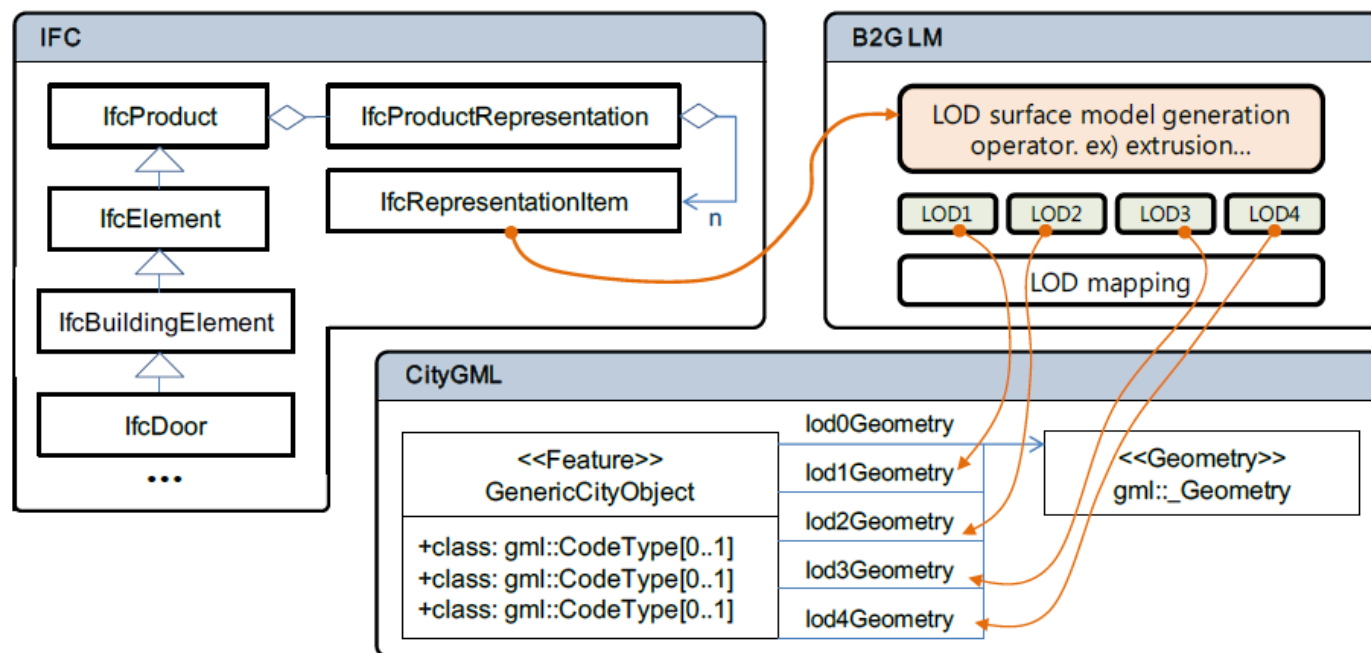 IFC
IfcProduct
IfcProductRepresentation
IfcElement
IfcRepresentationItem
n
IfcBuildingElement
IfcDoor
...
B2G LM
LOD surface model generation
operator. ex) extrusion...
LOD1
LOD2
LOD3
LOD4
LOD mapping
CityGML
<<Feature>>
GenericCityObject
+class: gml::CodeType[0..1]
+class: gml::CodeType[0..1]
+class: gml::CodeType[0..1]
lod0Geometry
lod1Geometry
lod2Geometry
lod3Geometry
lod4Geometry
<<Geometry>>
gml::_Geometry